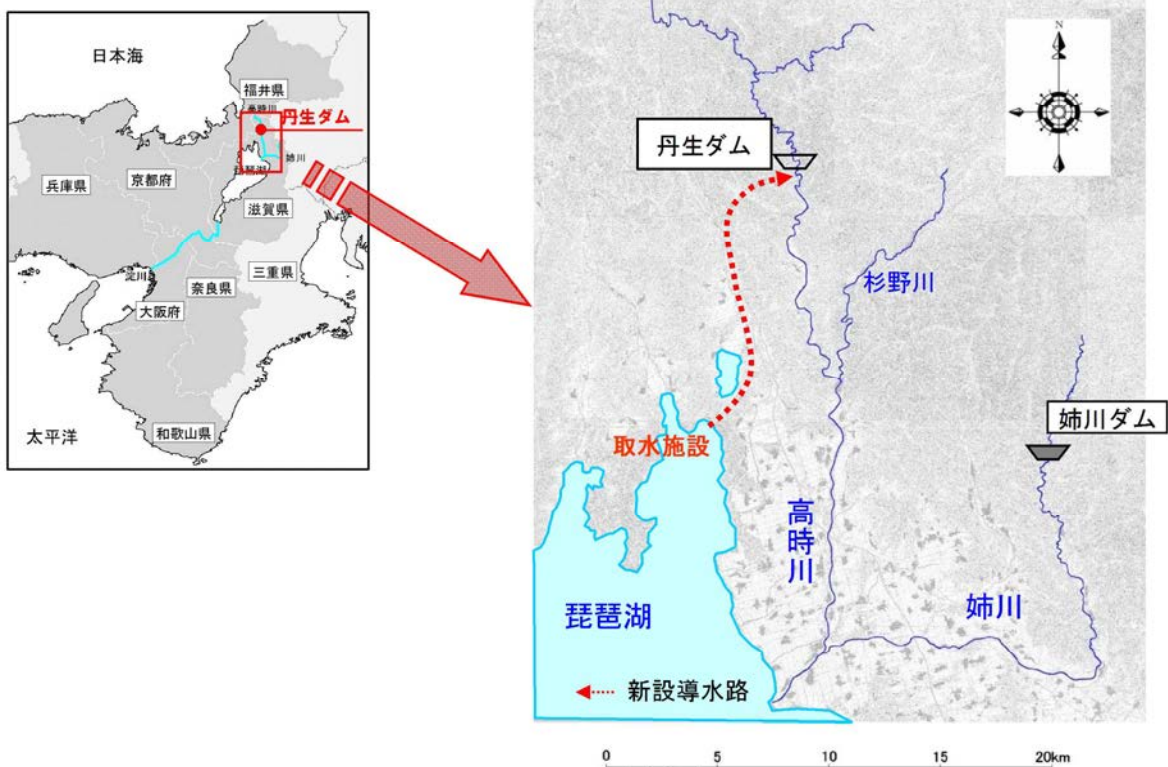 日本海
福井県
高時川
丹生ダム
姉川
琵琶湖
兵庫県
京都府
滋賀県
淀川
三重県
奈良県
大阪府
和歌山県
太平洋
N
丹生ダム
杉野川
姉川ダム
取水施設
高時川
琵琶湖
姉川
新設導水路
0 5 10 15 20km